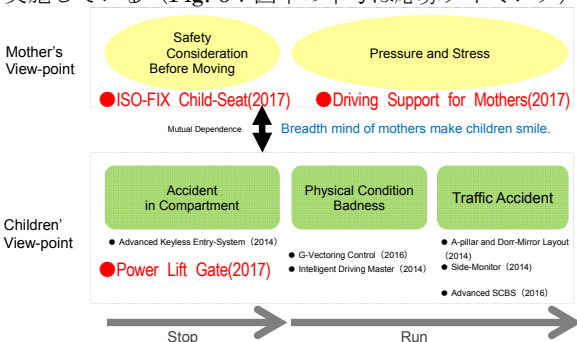 Mother's
View-point
Safety
Consideration
Before Moving
Pressure and Stress
●ISO-FIX Child-Seat(2017)
●Driving Support for Mothers(2017)
Mutual Dependence
Breadth mind of mothers make children smile.
Children'
View-point
Accident
in Compartment
Physical Condition
Badness
Traffic Accident
● Advanced Keyless Entry-System (2014)
●Power Lift Gate(2017)
● G-Vectoring Control (2016)
● Intelligent Driving Master (2014)
● A-pillar and Dorr-Mirror Layout
(2014)
● Side-Monitor (2014)
● Advanced SCBS (2016)
Stop
Run